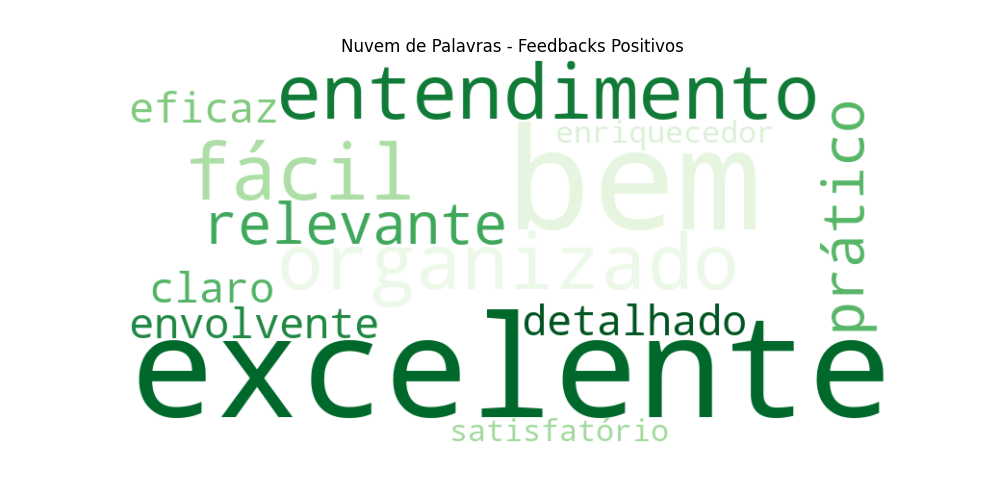 Nuvem de Palavras - Feedbacks Positivos
entendimento
eficaz
enriquecedor
prático
fácil
bem
relevante
organizado
claro
envolvente
detalhado
excelente
satisfatório